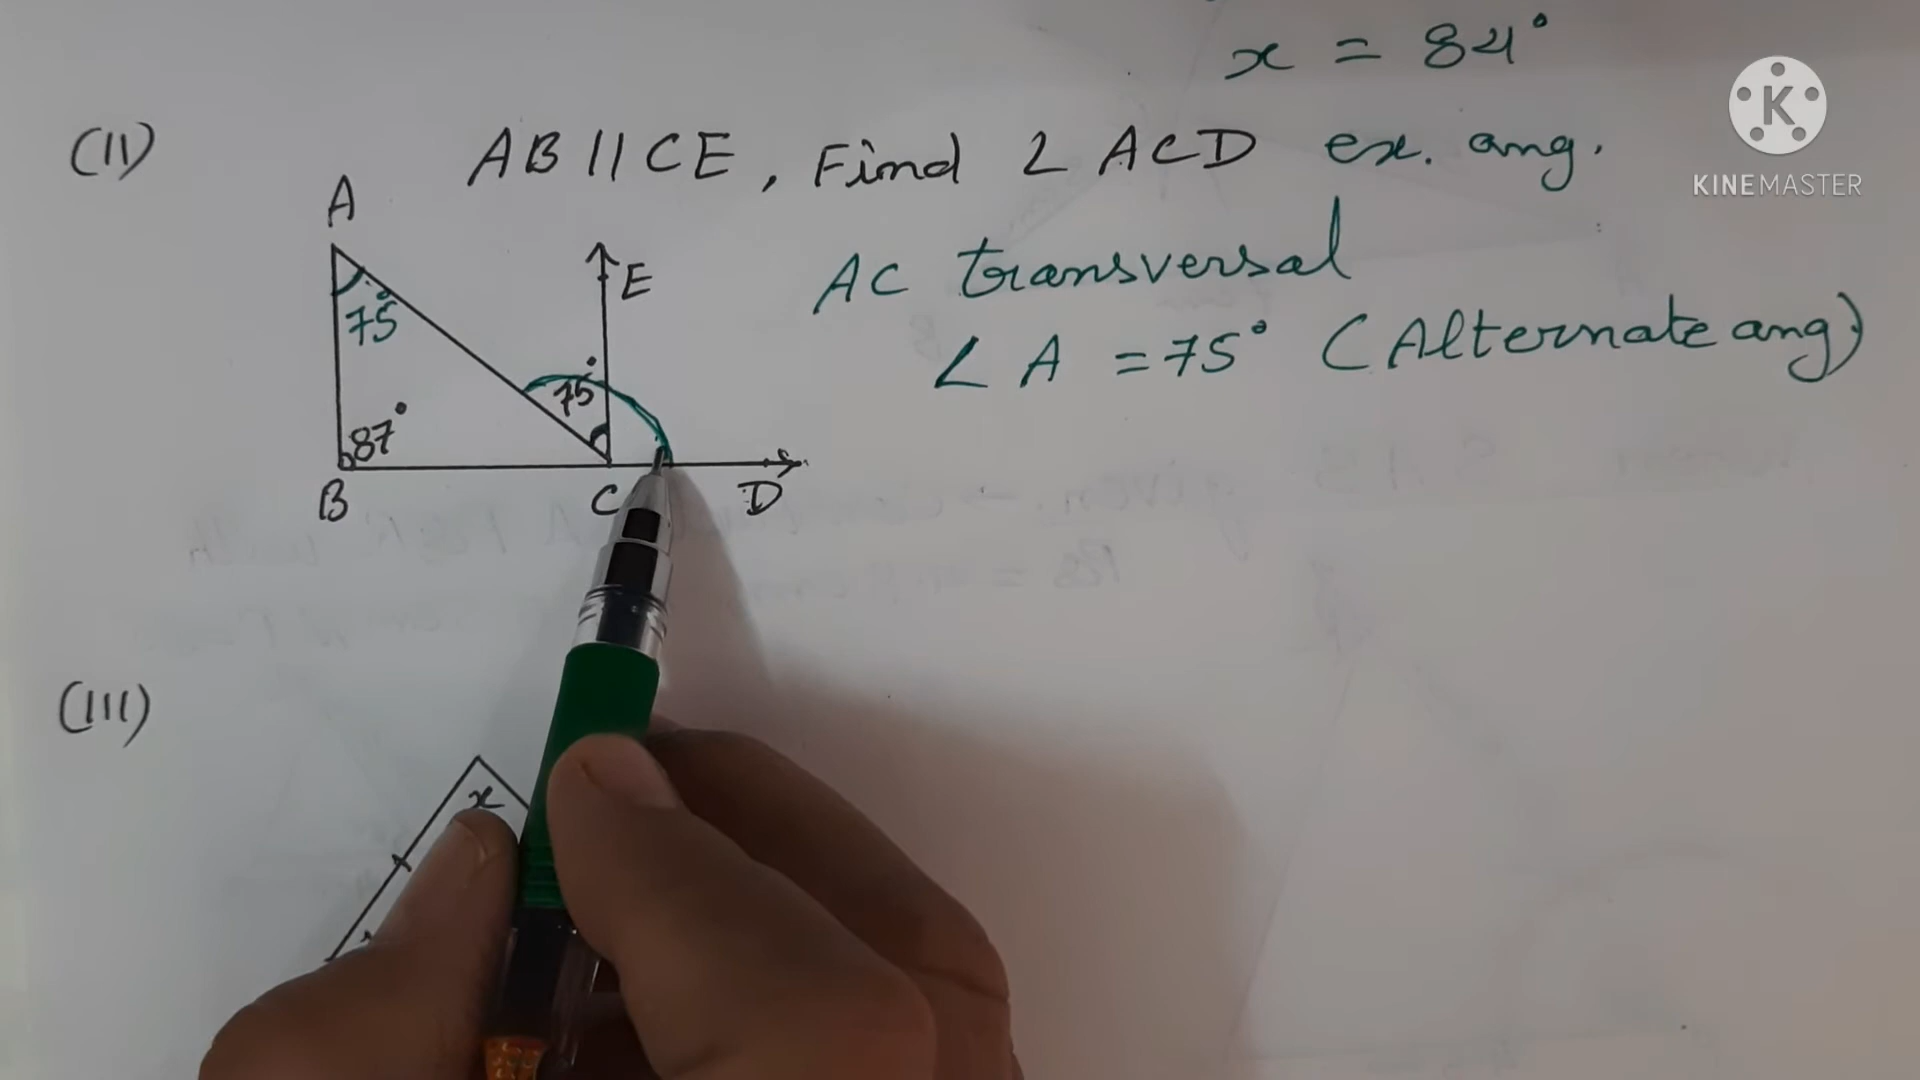 x = 84°
KINEMASTER
(II) AB || CE, Find ∠ ACD ex. ang.
A
E
AC transversal
75°
∠ A = 75° (Alternate ang)
75°
87°
B C D
(III)
x